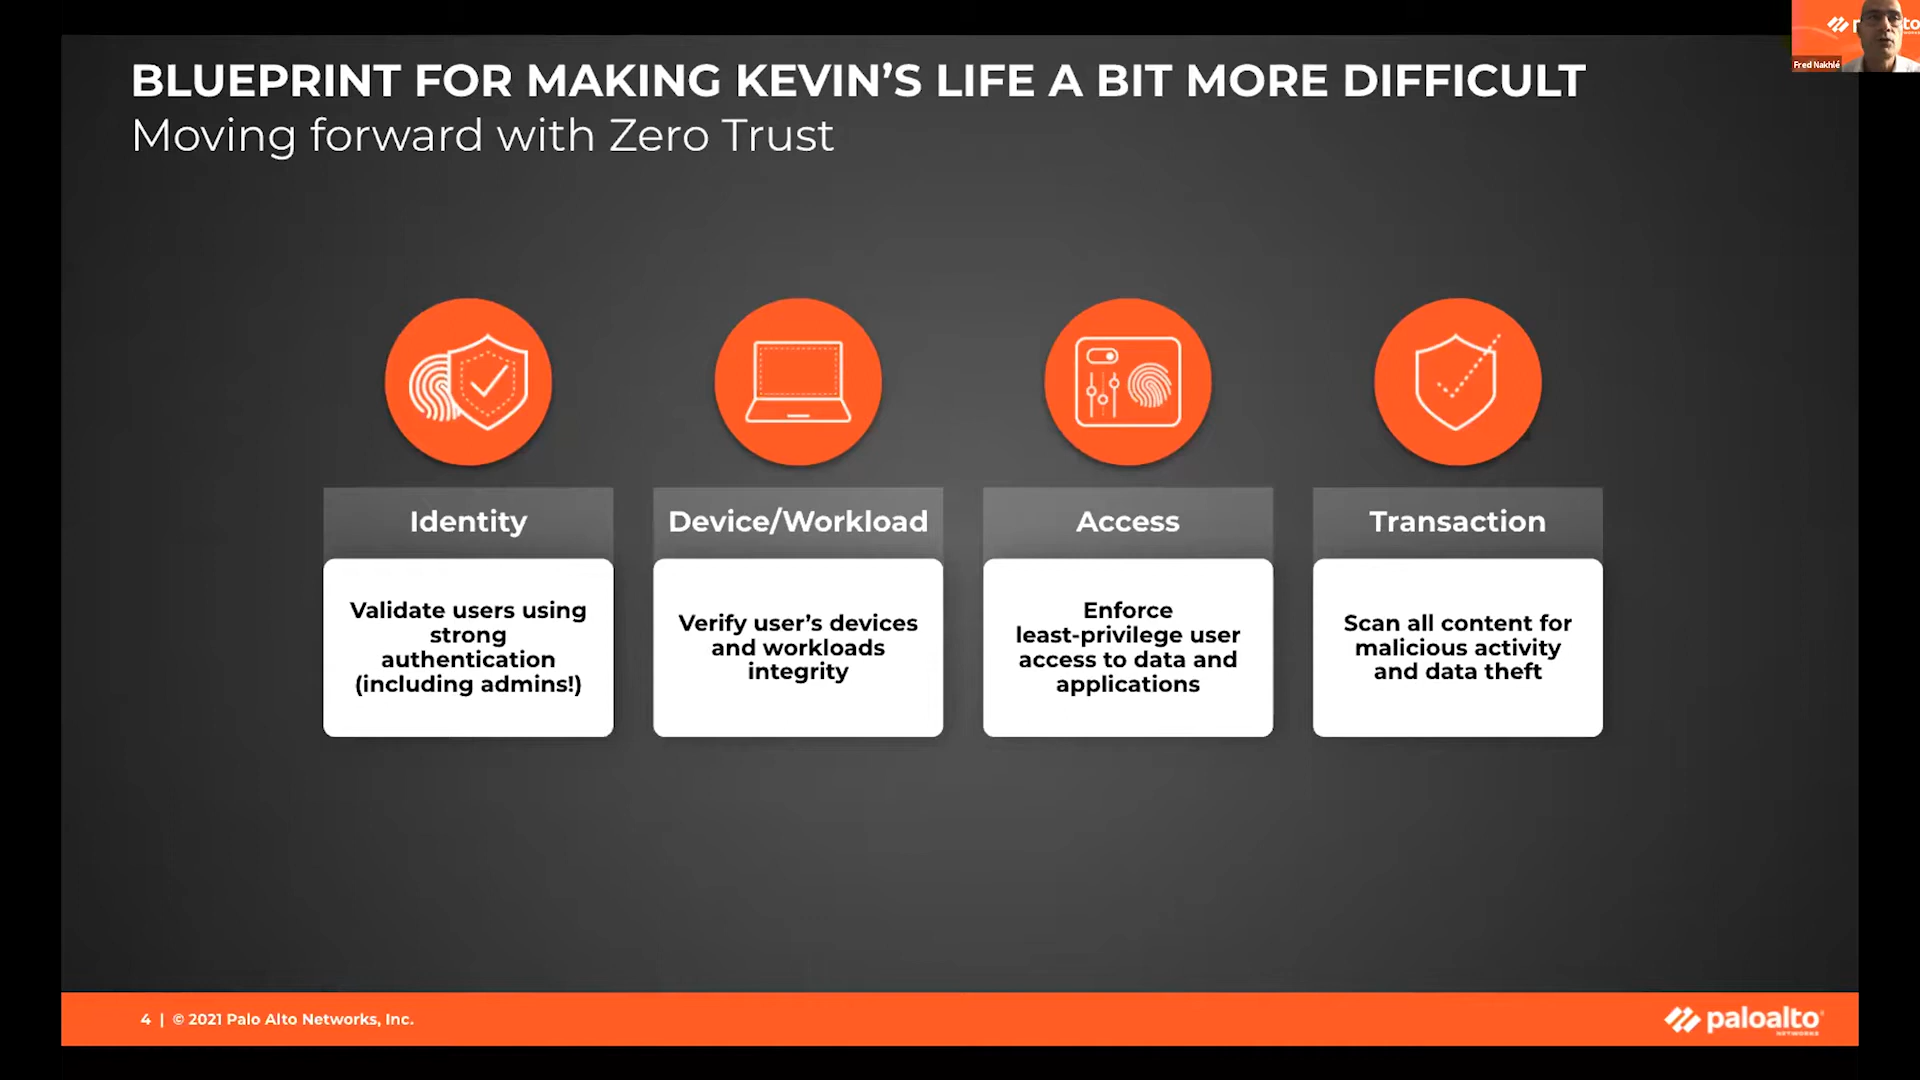 Fred Nakhlé
BLUEPRINT FOR MAKING KEVIN’S LIFE A BIT MORE DIFFICULT
Moving forward with Zero Trust
Identity
Validate users using
strong
authentication
(including admins!)
Device/Workload
Verify user’s devices
and workloads
integrity
Access
Enforce
least-privilege user
access to data and
applications
Transaction
Scan all content for
malicious activity
and data theft
4 | © 2021 Palo Alto Networks, Inc.
paloalto
NETWORKS